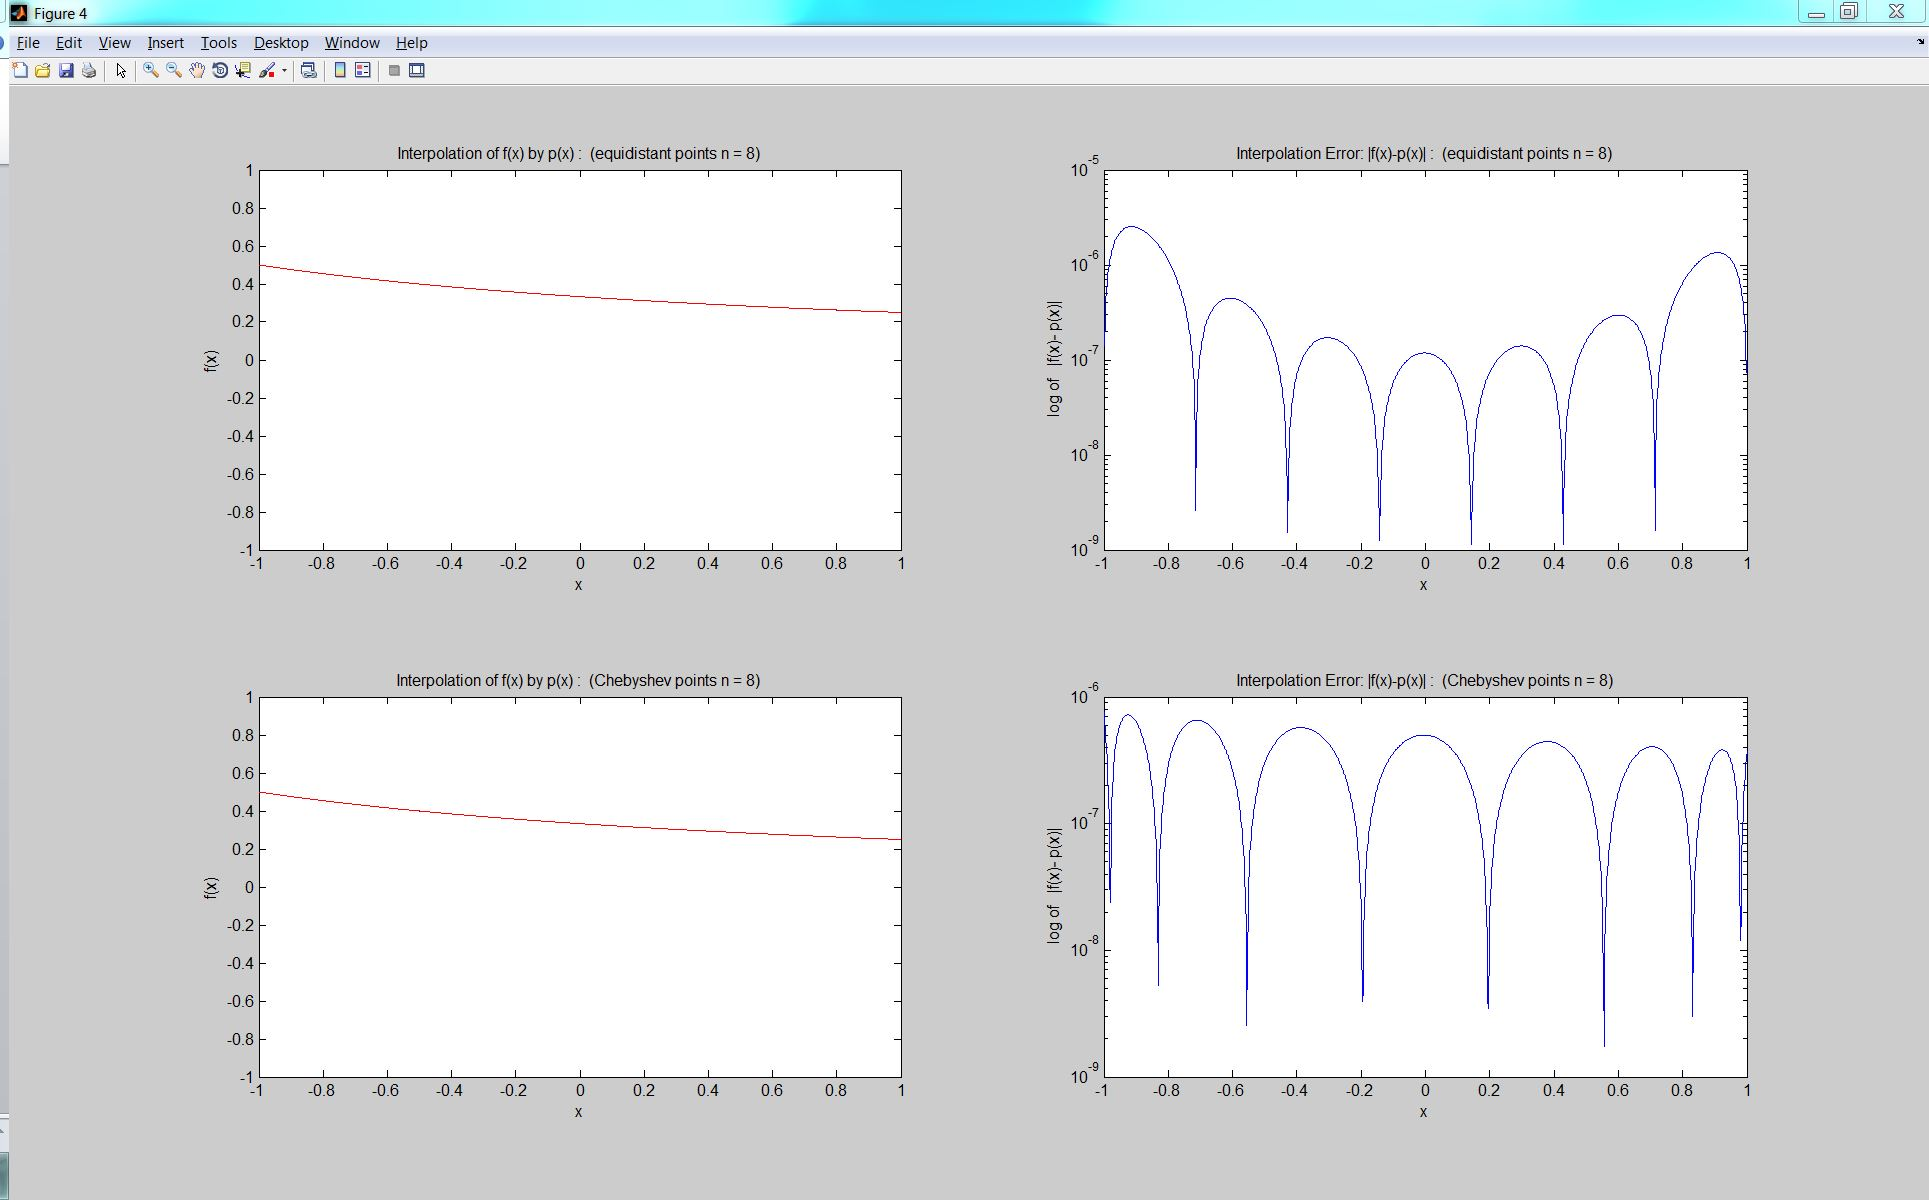 Figure 4
File Edit View Insert Tools Desktop Window Help
Interpolation of f(x) by p(x) : (equidistant points n = 8)
1
0.8
0.6
0.4
0.2
0
-0.2
-0.4
-0.6
-0.8
-1
f(x)
-1 -0.8 -0.6 -0.4 -0.2 0 0.2 0.4 0.6 0.8 1
x
Interpolation Error: |f(x)-p(x)| : (equidistant points n = 8)
10^-5
10^-6
10^-7
10^-8
10^-9
log of |f(x)- p(x)|
-1 -0.8 -0.6 -0.4 -0.2 0 0.2 0.4 0.6 0.8 1
x
Interpolation of f(x) by p(x) : (Chebyshev points n = 8)
1
0.8
0.6
0.4
0.2
0
-0.2
-0.4
-0.6
-0.8
-1
f(x)
-1 -0.8 -0.6 -0.4 -0.2 0 0.2 0.4 0.6 0.8 1
x
Interpolation Error: |f(x)-p(x)| : (Chebyshev points n = 8)
10^-6
10^-7
10^-8
10^-9
log of |f(x)- p(x)|
-1 -0.8 -0.6 -0.4 -0.2 0 0.2 0.4 0.6 0.8 1
x